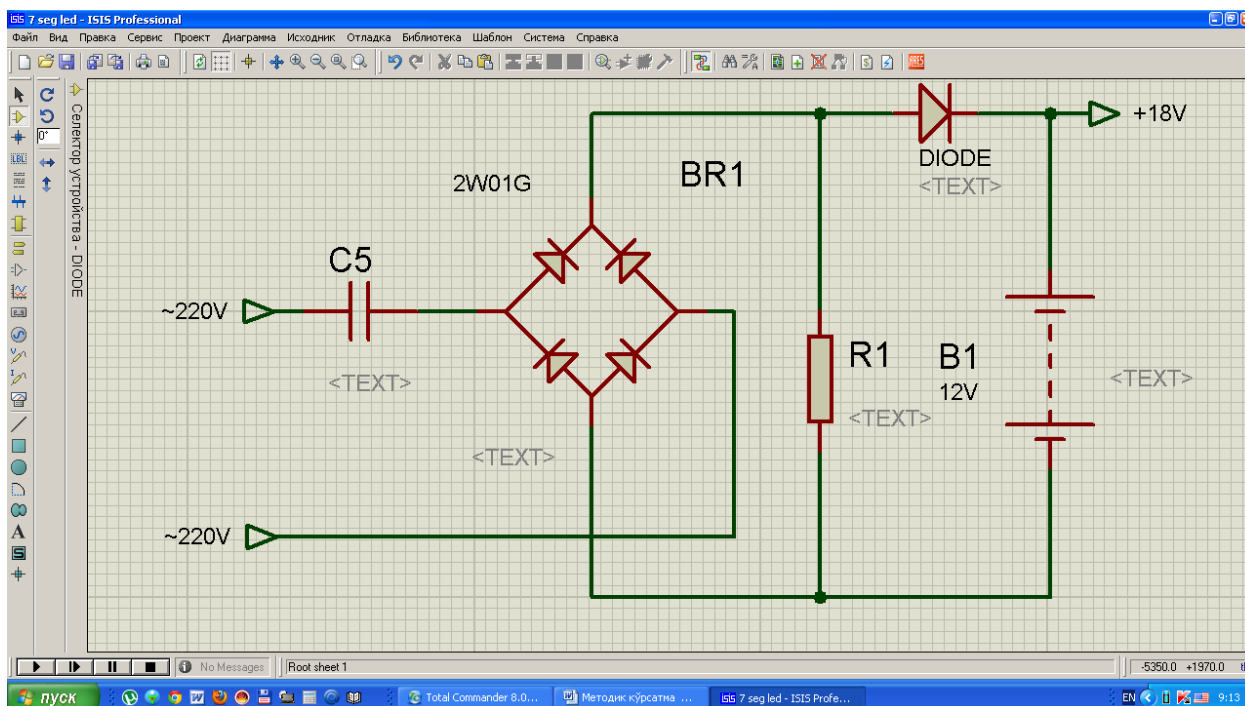 7 seg led - ISIS Professional
Файл Вид Правка Сервис Проект Диаграмма Исходник Отладка Библиотека Шаблон Система Справка
0°
LBL
Селектор устройства - DIODE
+18V
DIODE
<TEXT>
BR1
2W01G
C5
~220V
<TEXT>
R1
<TEXT>
B1
12V
<TEXT>
<TEXT>
~220V
A
S
No Messages
Root sheet 1
-5350.0 +1970.0
пуск
Total Commander 8.0...
Методик кўрсатма ...
isis 7 seg led - ISIS Profe...
EN
9:13